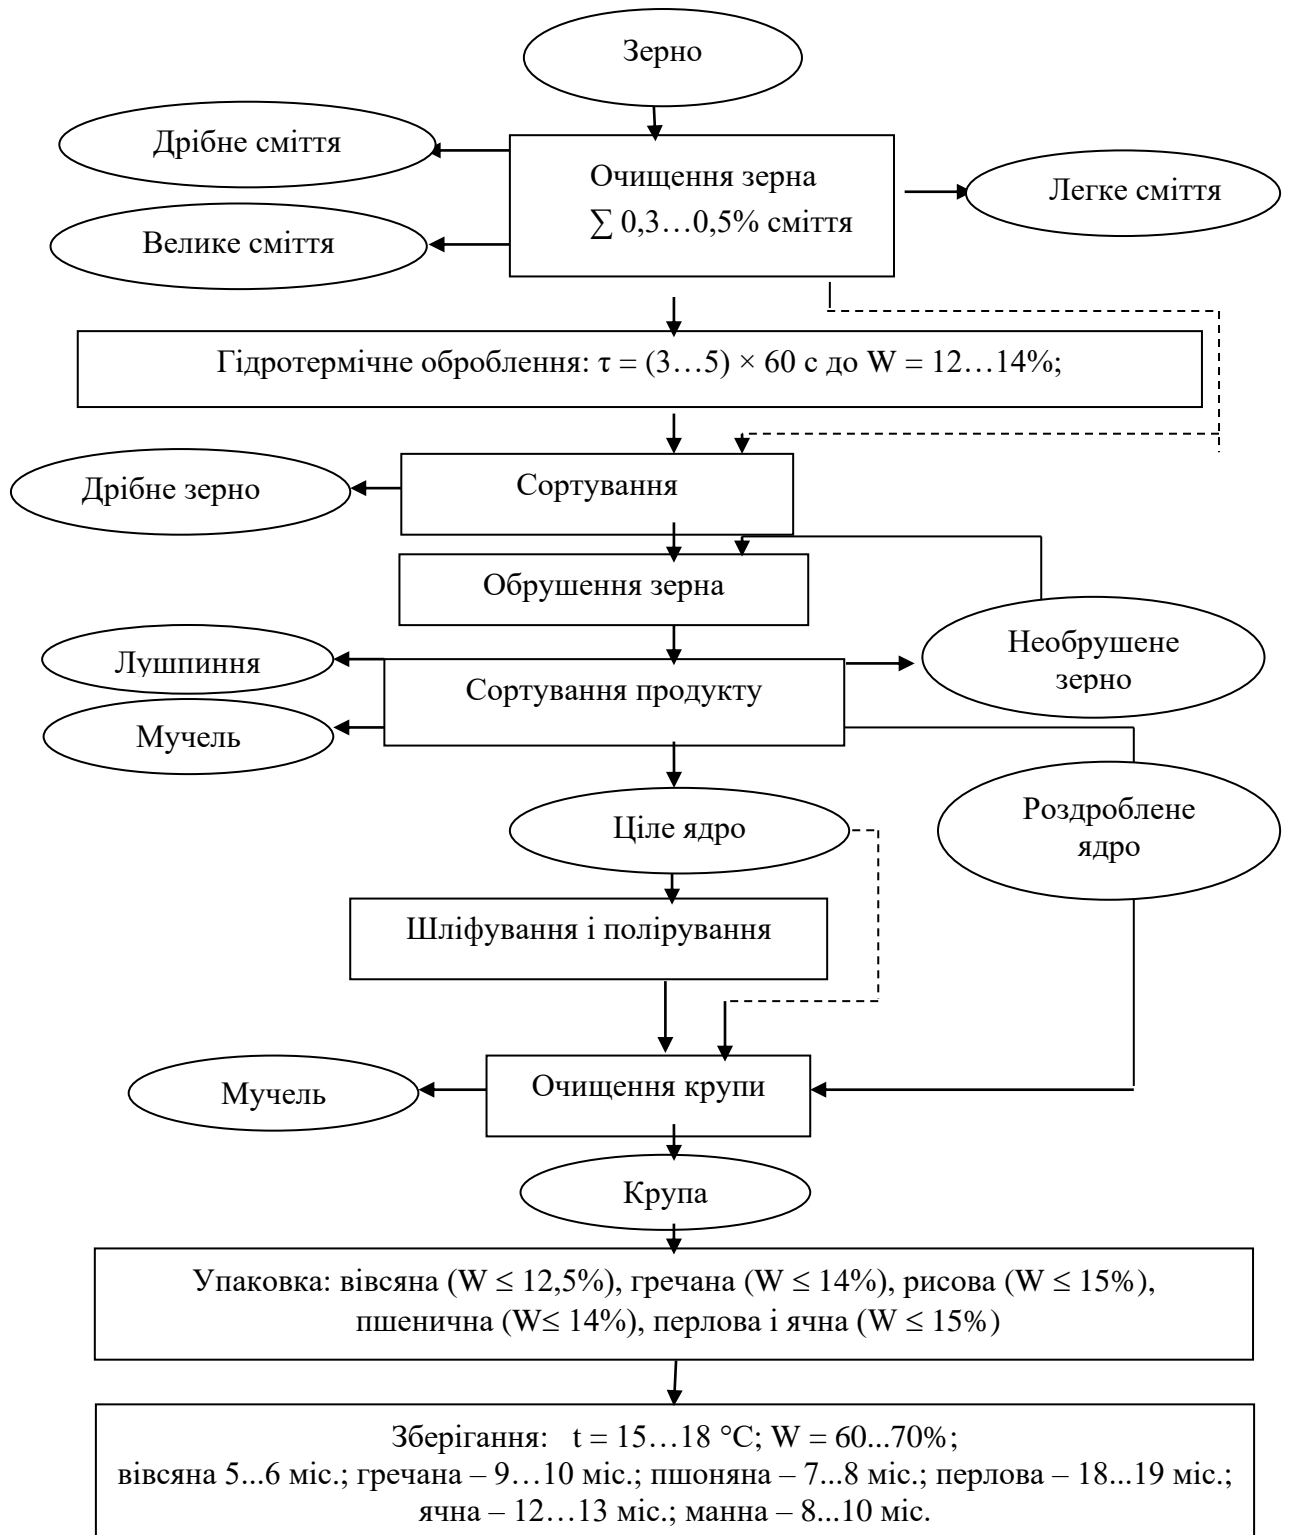 Зерно
Дрібне сміття
Очищення зерна
∑ 0,3…0,5% сміття
Легке сміття
Велике сміття
Гідротермічне оброблення: τ = (3…5) × 60 с до W = 12…14%;
Дрібне зерно
Сортування
Обрушення зерна
Необрушене
зерно
Лушпиння
Сортування продукту
Мучель
Ціле ядро
Роздроблене
ядро
Шліфування і полірування
Мучель
Очищення крупи
Крупа
Упаковка: вівсяна (W ≤ 12,5%), гречана (W ≤ 14%), рисова (W ≤ 15%),
пшенична (W≤ 14%), перлова і ячна (W ≤ 15%)
Зберігання: t = 15…18 °C; W = 60...70%;
вівсяна 5...6 міс.; гречана – 9…10 міс.; пшоняна – 7...8 міс.; перлова – 18...19 міс.;
ячна – 12…13 міс.; манна – 8...10 міс.